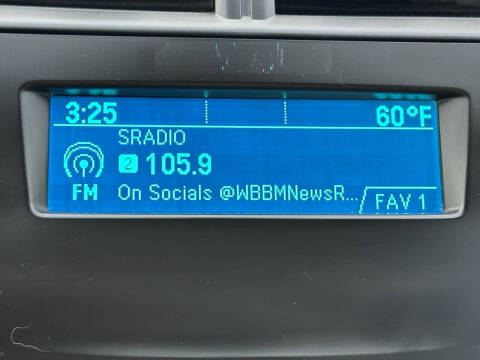 3:25 60°F
SRADIO
2 105.9
FM On Socials @WBBMNewsR... FAV 1